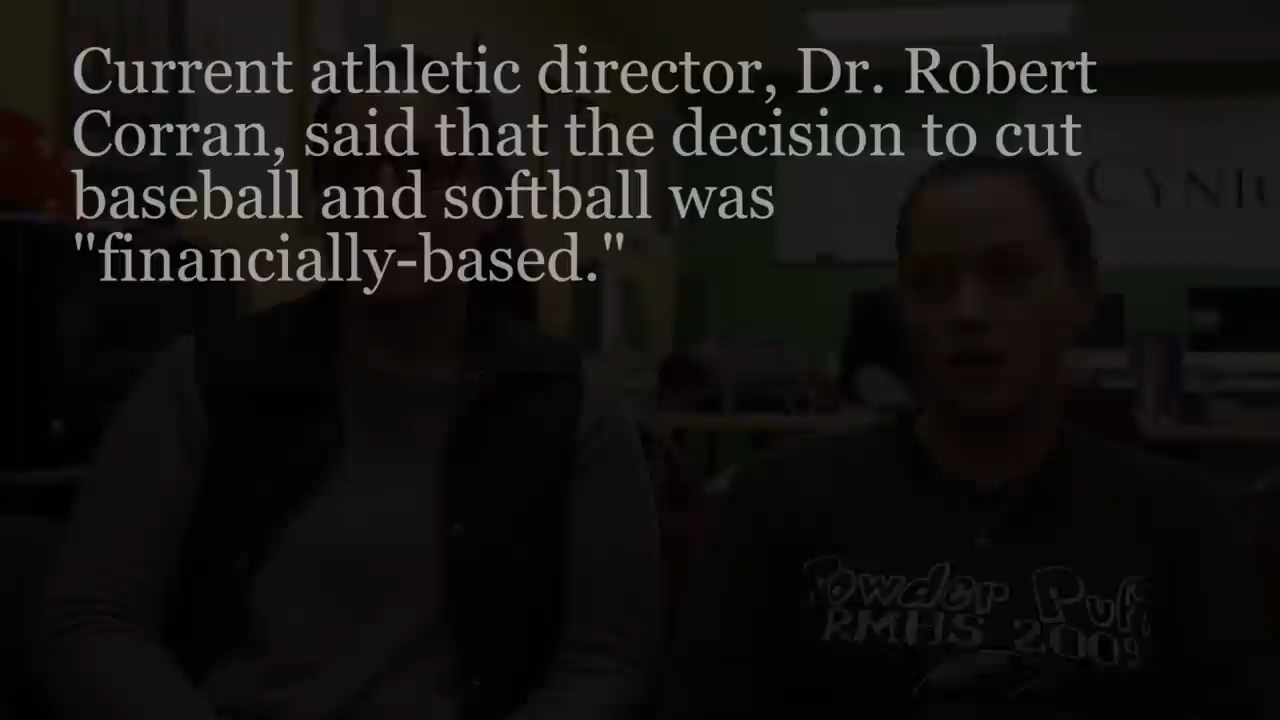 Current athletic director, Dr. Robert
Corran, said that the decision to cut
baseball and softball was
"financially-based."
Powder Puff
RMHS 2009